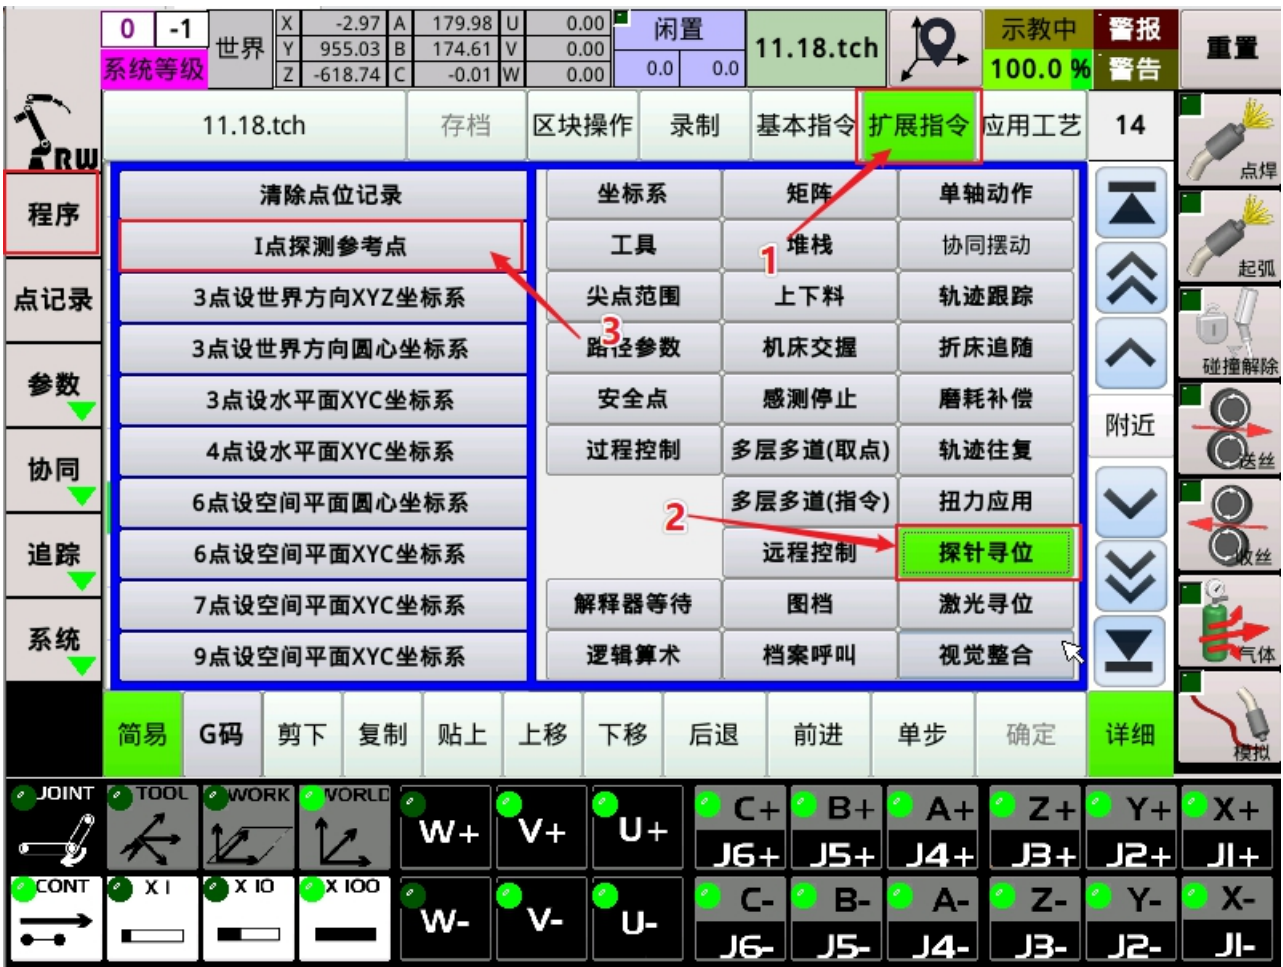 0 -1
系统等级
世界
X -2.97 A 179.98 U 0.00
Y 955.03 B 174.61 V 0.00
Z -618.74 C -0.01 W 0.00
闲置
0.0 0.0
11.18.tch
示教中
100.0 %
警报
警告
重置
RW
11.18.tch 存档 区块操作 录制 基本指令 扩展指令 应用工艺 14
程序
点记录
参数
协同
追踪
系统
清除点位记录
I点探测参考点
3点设世界方向XYZ坐标系
3点设世界方向圆心坐标系
3点设水平面XYC坐标系
4点设水平面XYC坐标系
6点设空间平面圆心坐标系
6点设空间平面XYC坐标系
7点设空间平面XYC坐标系
9点设空间平面XYC坐标系
坐标系 矩阵 单轴动作
工具 堆栈 协同摆动
尖点范围 上下料 轨迹跟踪
路径参数 机床交握 折床追随
安全点 感测停止 磨耗补偿
过程控制 多层多道(取点) 轨迹往复
多层多道(指令) 扭力应用
远程控制 探针寻位
解释器等待 图档 激光寻位
逻辑算术 档案呼叫 视觉整合
1
2
3
附近
点焊
起弧
碰撞解除
送丝
收丝
气体
模拟
简易 G码 剪下 复制 贴上 上移 下移 后退 前进 单步 确定 详细
JOINT TOOL WORK WORLD W+ V+ U+ C+ B+ A+ Z+ Y+ X+
J6+ J5+ J4+ J3+ J2+ J1+
CONT X 1 X 10 X 100 W- V- U- C- B- A- Z- Y- X-
J6- J5- J4- J3- J2- J1-